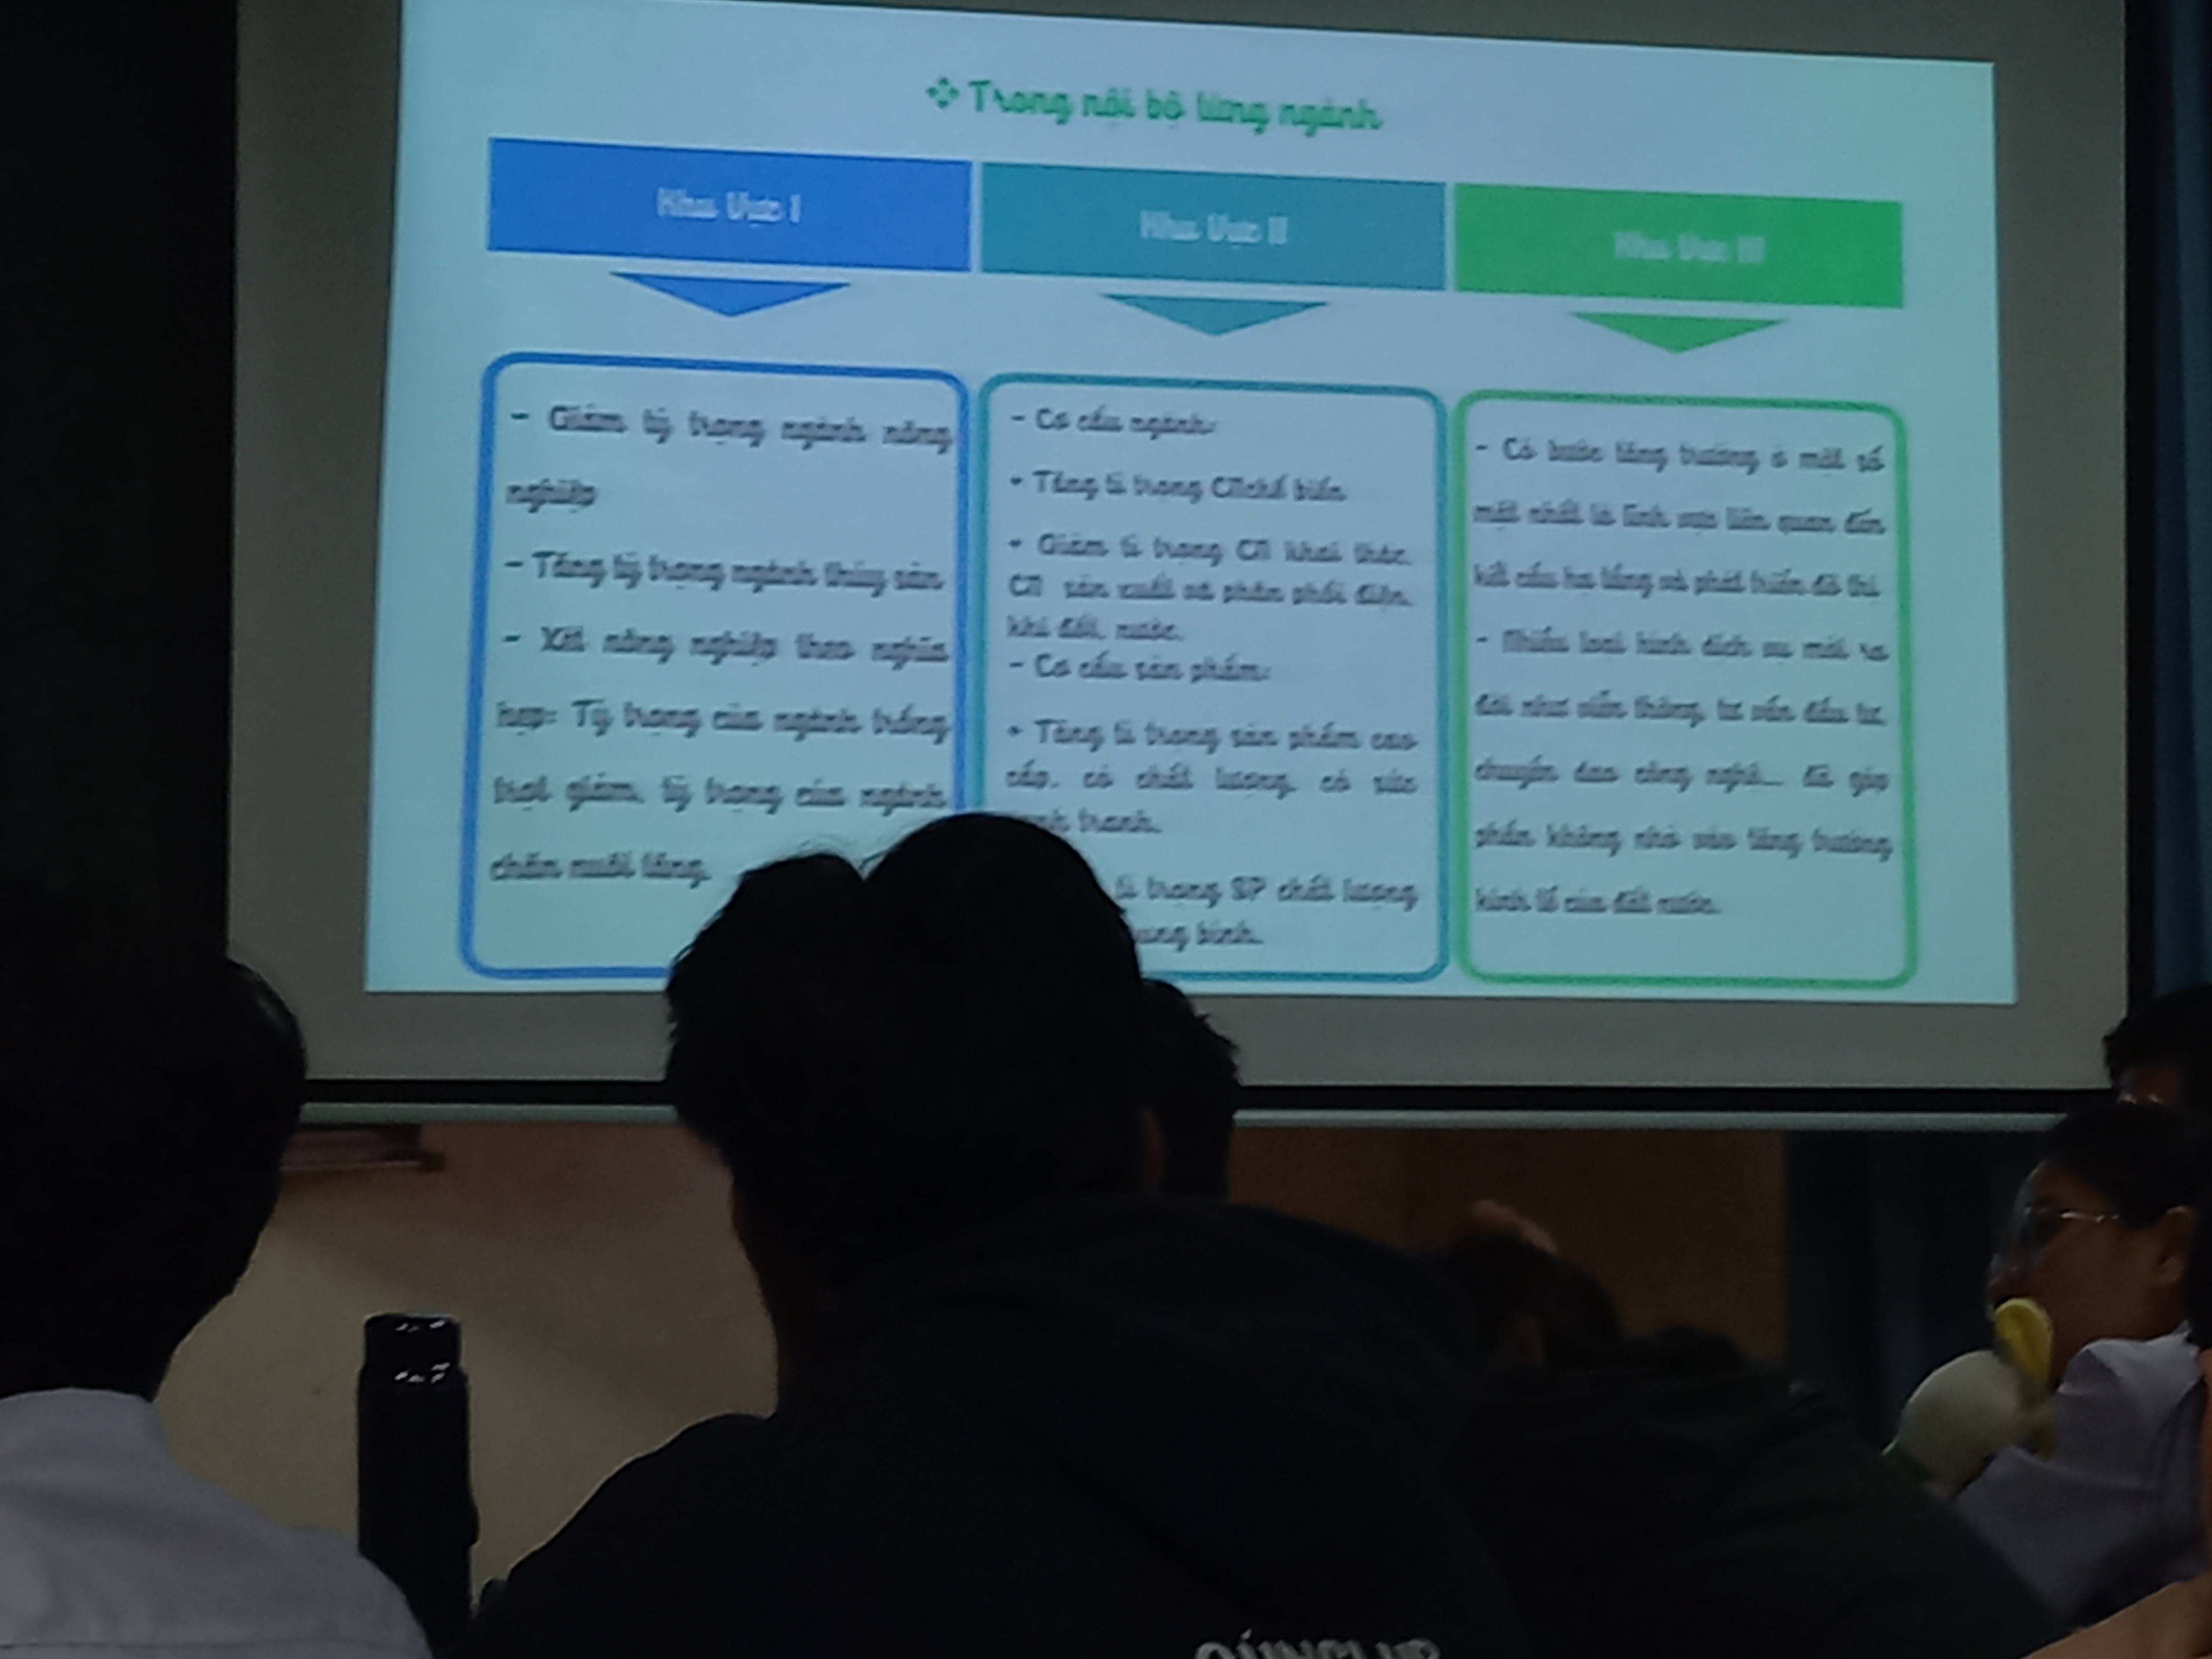 ❖ Trong nội bộ từng ngành
Khu Vực I
- Giảm tỷ trọng ngành nông
nghiệp
- Tăng tỷ trọng ngành thủy sản
- Xét nông nghiệp theo nghĩa
hẹp: Tỷ trọng của ngành trồng
trọt giảm, tỷ trọng của ngành
chăn nuôi tăng.
Khu Vực II
- Cơ cấu ngành:
+ Tăng tỉ trọng CNchế biến
+ Giảm tỉ trọng CN khai thác,
CN sản xuất và phân phối điện,
khí đốt, nước.
- Cơ cấu sản phẩm:
+ Tăng tỉ trọng sản phẩm cao
cấp, có chất lượng, có sức
tranh.
tỉ trọng SP chất lượng
bình.
Khu Vực III
- Có bước tăng trưởng ở một số
mặt nhất là lĩnh vực liên quan đến
kết cấu hạ tầng và phát triển đô thị.
- Nhiều loại hình dịch vụ mới ra
đời như viễn thông, tư vấn đầu tư,
chuyển giao công nghệ... đã góp
phần không nhỏ vào tăng trưởng
kinh tế của đất nước.